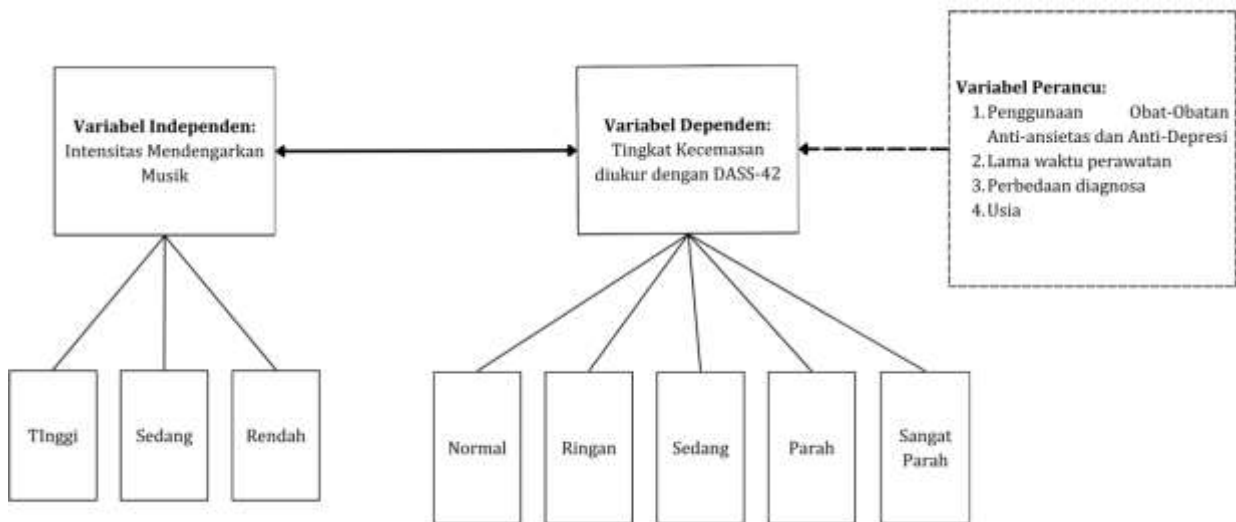 Variabel Independen:
Intensitas Mendengarkan
Musik
Variabel Dependen:
Tingkat Kecemasan
diukur dengan DASS-42
Variabel Perancu:
1. Penggunaan Obat-Obatan
Anti-ansietas dan Anti-Depresi
2. Lama waktu perawatan
3. Perbedaan diagnosa
4. Usia
TInggi
Sedang
Rendah
Normal
Ringan
Sedang
Parah
Sangat
Parah